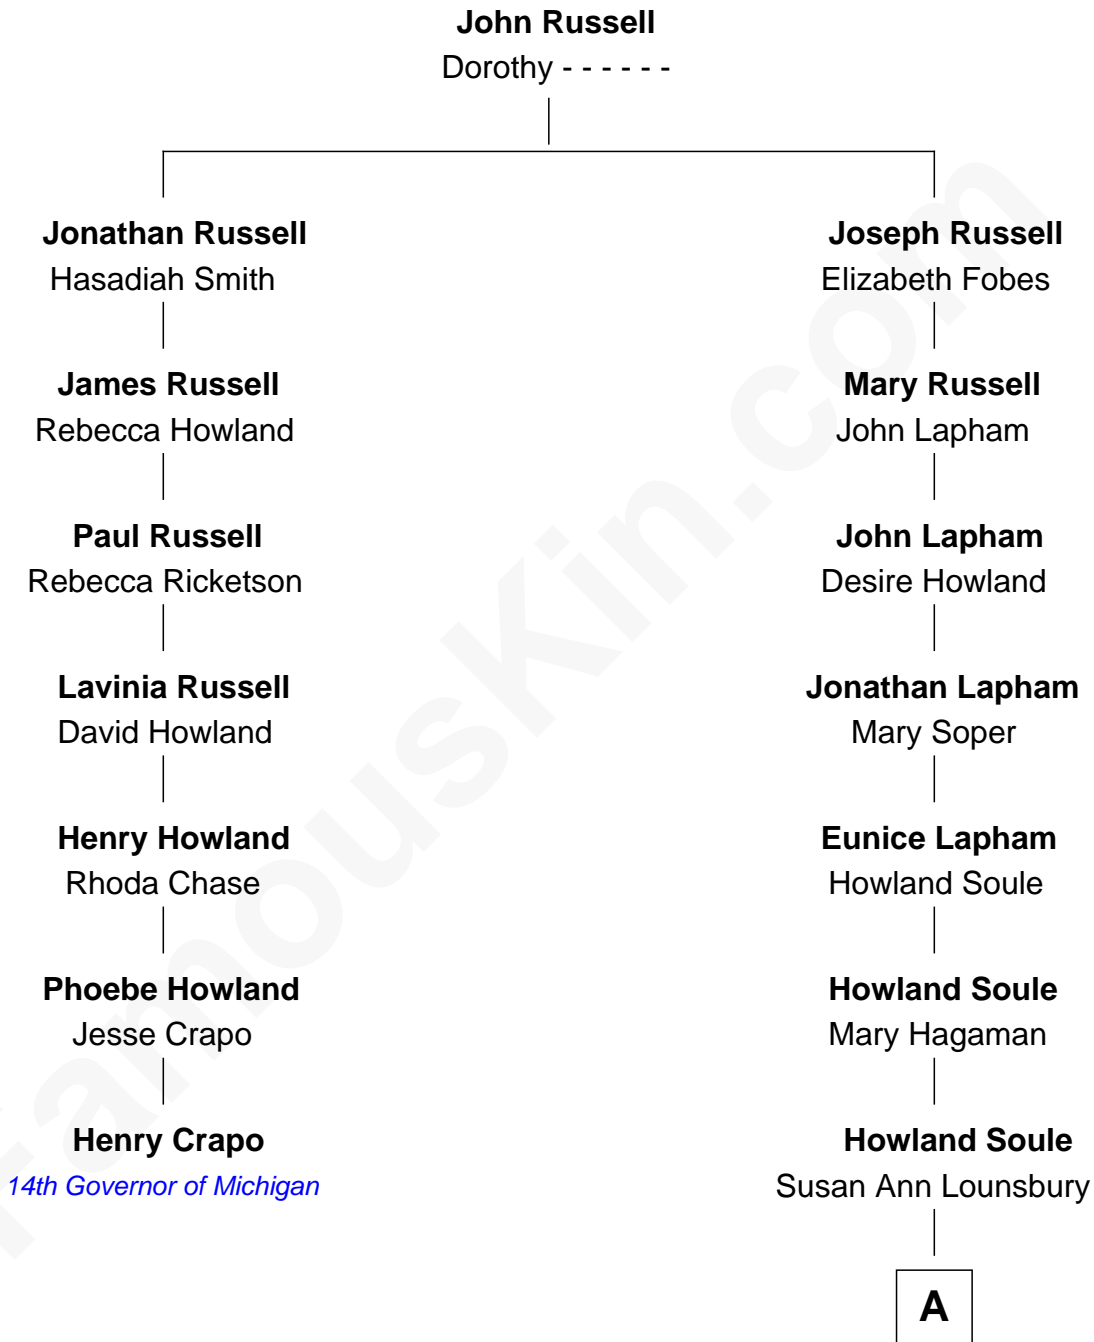 John Russell
Dorothy - - - - - -
Jonathan Russell
Hasadiah Smith
Joseph Russell
Elizabeth Fobes
James Russell
Rebecca Howland
Mary Russell
John Lapham
Paul Russell
Rebecca Ricketson
John Lapham
Desire Howland
Lavinia Russell
David Howland
Jonathan Lapham
Mary Soper
Henry Howland
Rhoda Chase
Eunice Lapham
Howland Soule
Phoebe Howland
Jesse Crapo
Howland Soule
Mary Hagaman
Henry Crapo
14th Governor of Michigan
Howland Soule
Susan Ann Lounsbury
A
FamousKin.com